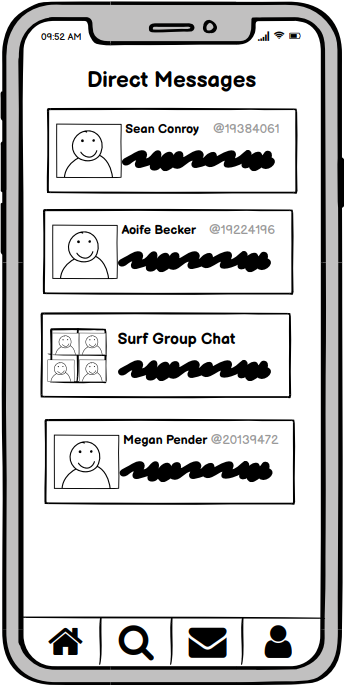 09:52 AM
Direct Messages
Sean Conroy @19384061
Aoife Becker @19224196
Surf Group Chat
Megan Pender @20139472